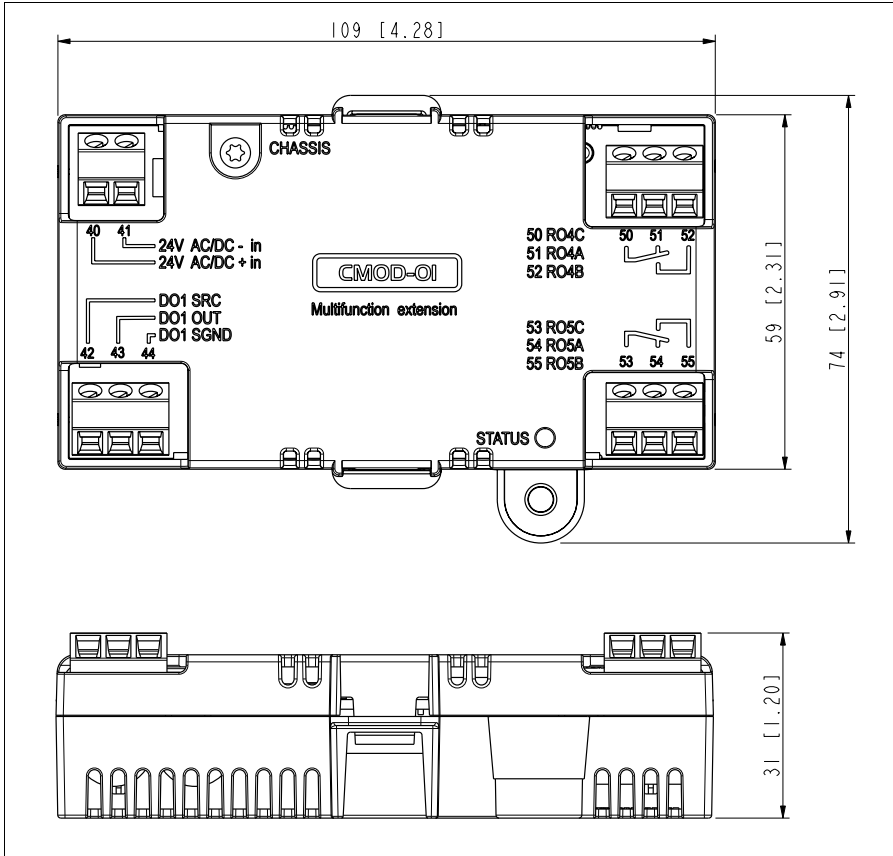 109 [4.28]
CHASSIS
40 41
24V AC/DC - in
24V AC/DC + in
DO1 SRC
DO1 OUT
DO1 SGND
42 43 44
CMOD-01
Multifunction extension
50 RO4C 50 51 52
51 RO4A
52 RO4B
53 RO5C
54 RO5A
55 RO5B 53 54 55
STATUS
59 [2.31]
74 [2.91]
31 [1.20]